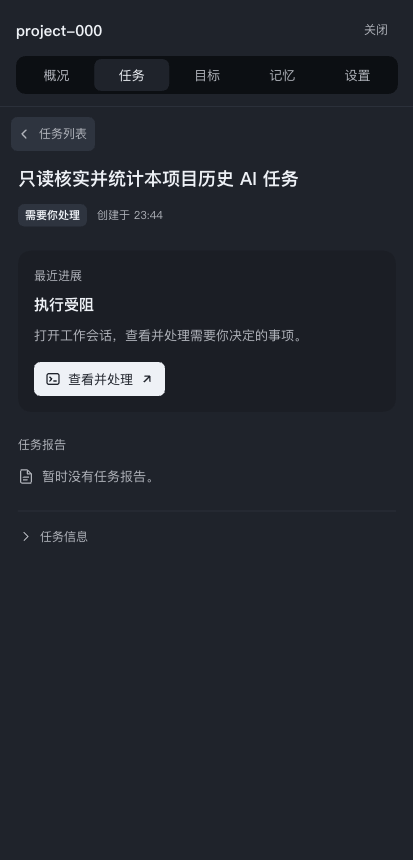 project-000
关闭
概况
任务
目标
记忆
设置
任务列表
只读核实并统计本项目历史 AI 任务
需要你处理 创建于 23:44
最近进展
执行受阻
打开工作会话，查看并处理需要你决定的事项。
查看并处理
任务报告
暂时没有任务报告。
任务信息